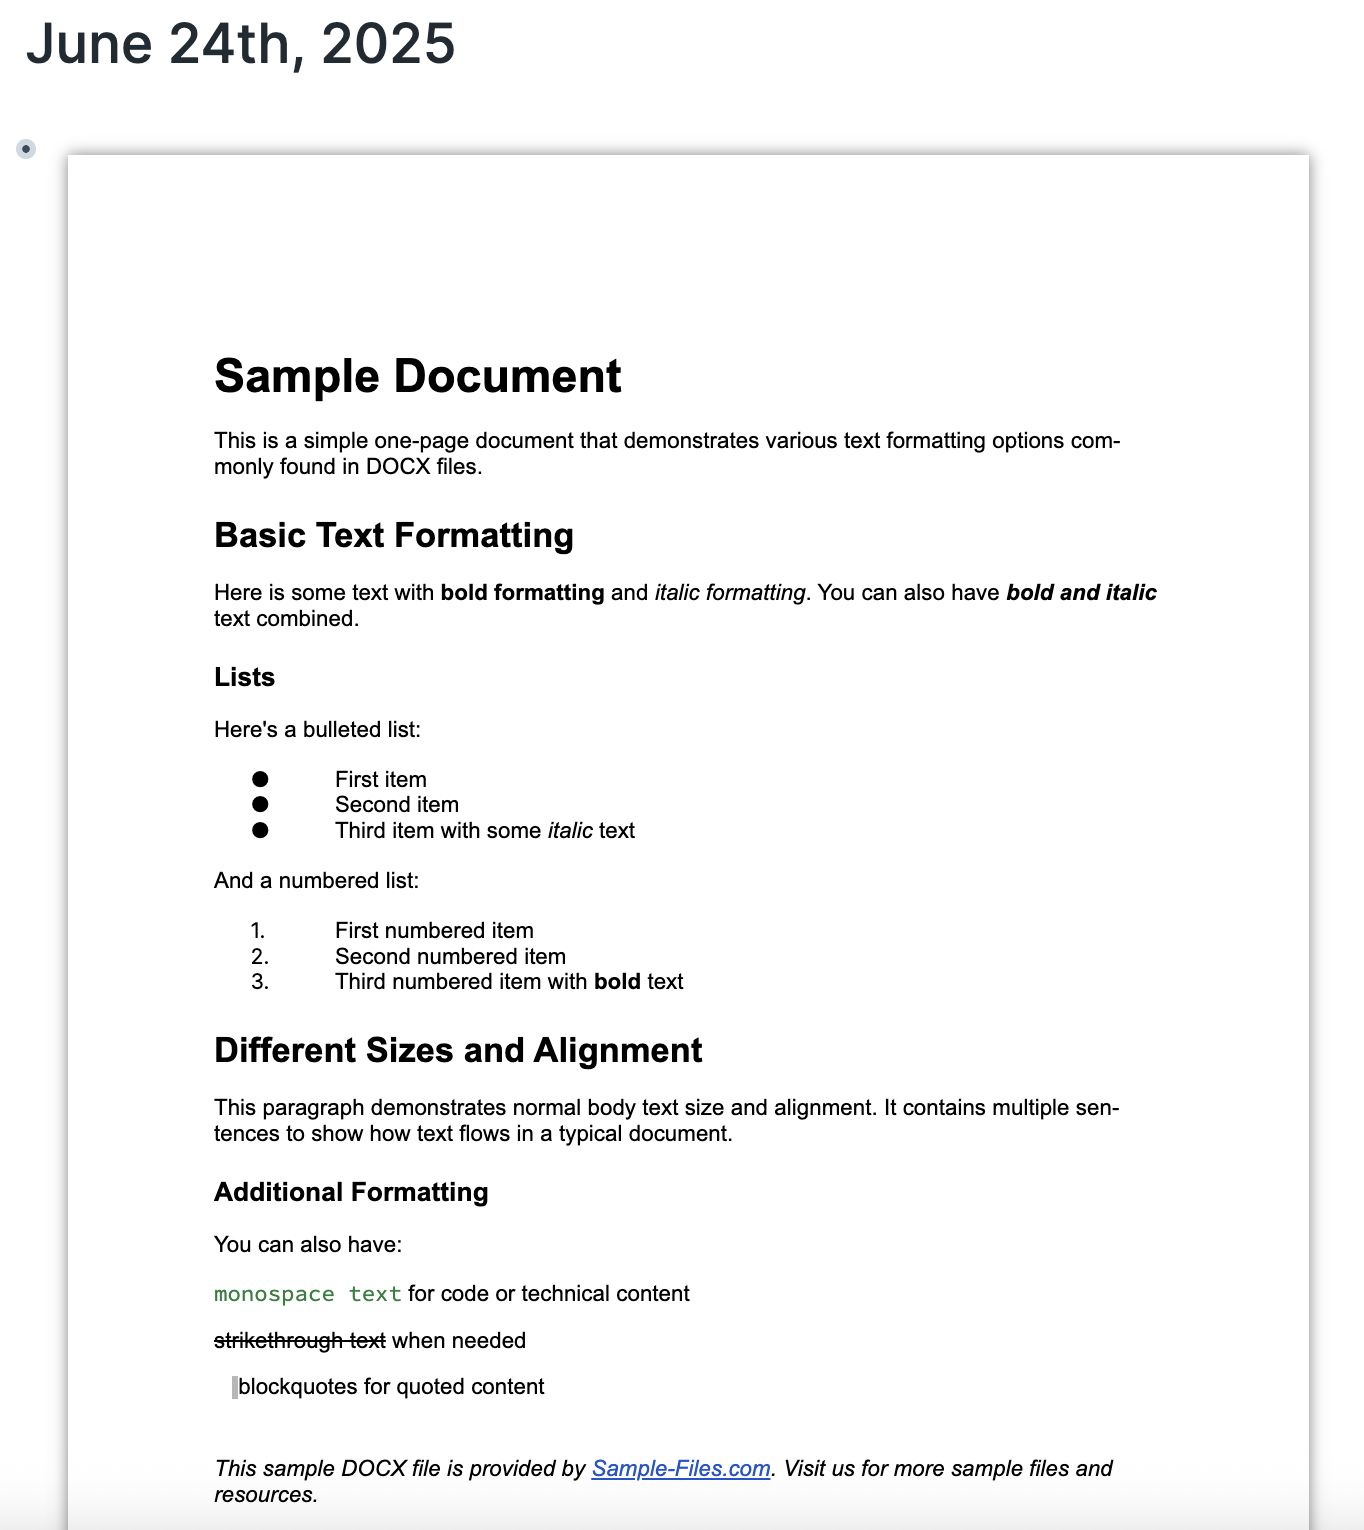 June 24th, 2025
Sample Document
This is a simple one-page document that demonstrates various text formatting options com-
monly found in DOCX files.
Basic Text Formatting
Here is some text with bold formatting and italic formatting. You can also have bold and italic
text combined.
Lists
Here's a bulleted list:
● First item
● Second item
● Third item with some italic text
And a numbered list:
1. First numbered item
2. Second numbered item
3. Third numbered item with bold text
Different Sizes and Alignment
This paragraph demonstrates normal body text size and alignment. It contains multiple sen-
tences to show how text flows in a typical document.
Additional Formatting
You can also have:
monospace text for code or technical content
strikethrough text when needed
blockquotes for quoted content
This sample DOCX file is provided by Sample-Files.com. Visit us for more sample files and
resources.